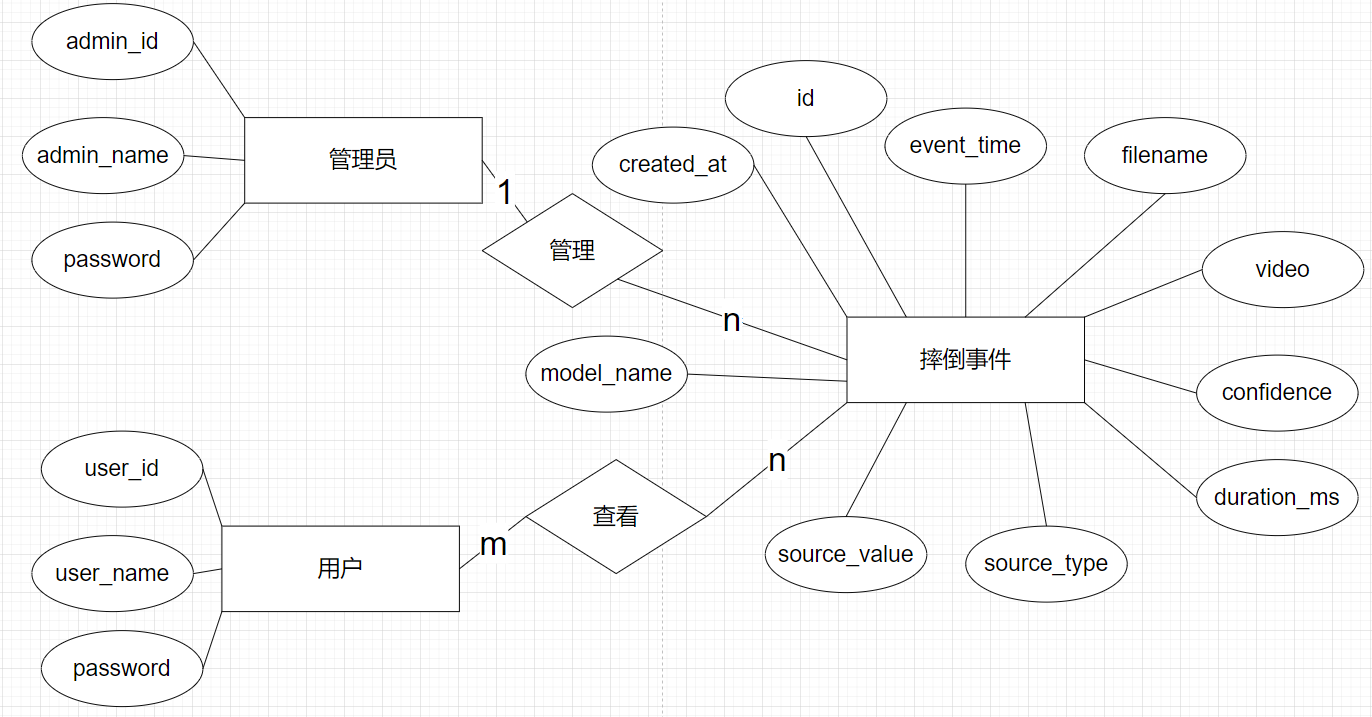 admin_id
admin_name
管理员
password
1
管理
n
created_at
id
event_time
filename
video
摔倒事件
model_name
confidence
duration_ms
n
source_value
source_type
user_id
查看
m
user_name
用户
password